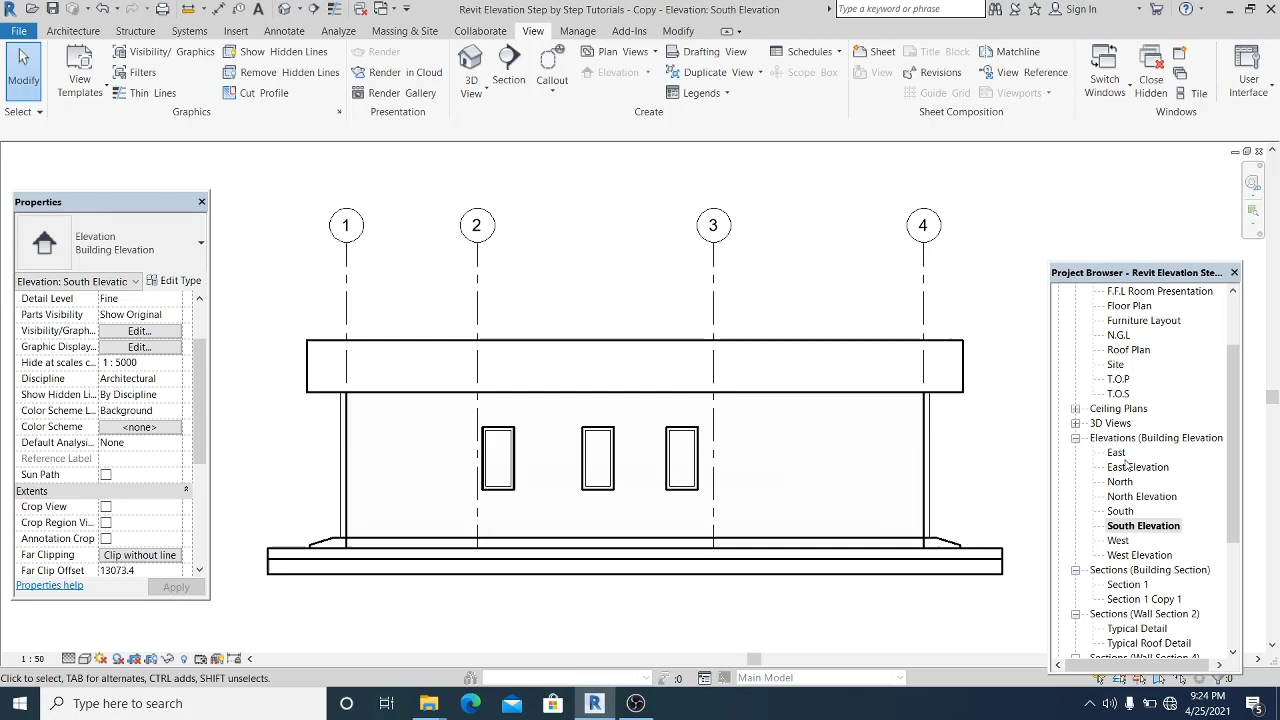 Revit Elevation Step by Step Tutorials - Copy - Elevation: South Elevation
Type a keyword or phrase
Sign In
File Architecture Structure Systems Insert Annotate Analyze Massing & Site Collaborate View Manage Add-Ins Modify
Modify
Select
View Templates
Visibility/ Graphics
Filters
Thin Lines
Show Hidden Lines
Remove Hidden Lines
Cut Profile
Graphics
Render
Render in Cloud
Render Gallery
Presentation
3D View
Section
Callout
Plan Views
Elevation
Drafting View
Duplicate View
Legends
Schedules
Scope Box
Create
Sheet
View
Title Block
Revisions
Guide Grid
Matchline
View Reference
Viewports
Sheet Composition
Switch Windows
Close Hidden
Tile
User Interface
Windows
Properties
Elevation
Building Elevation
Elevation: South Elevatic
Edit Type
Detail Level Fine
Parts Visibility Show Original
Visibility/Graph... Edit...
Graphic Display... Edit...
Hide at scales c... 1 : 5000
Discipline Architectural
Show Hidden Li... By Discipline
Color Scheme L... Background
Color Scheme <none>
Default Analysi... None
Reference Label
Sun Path
Extents
Crop View
Crop Region Vi...
Annotation Crop
Far Clipping Clip without line
Far Clip Offset 13073.4
Properties help
Apply
1 2 3 4
Project Browser - Revit Elevation Ste...
F.F.L Room Presentation
Floor Plan
Furniture Layout
N.G.L
Roof Plan
Site
T.O.P
T.O.S
Ceiling Plans
3D Views
Elevations (Building Elevation
East
East Elevation
North
North Elevation
South
South Elevation
West
West Elevation
Sections (Building Section)
Section 1
Section 1 Copy 1
Sections (Wall Section 2)
Typical Detail
Typical Roof Detail
Sections (Wall Section 4)
1 : 50
Click to select, TAB for alternates, CTRL adds, SHIFT unselects.
:0
Main Model
:0
Type here to search
9:24 PM
4/25/2021